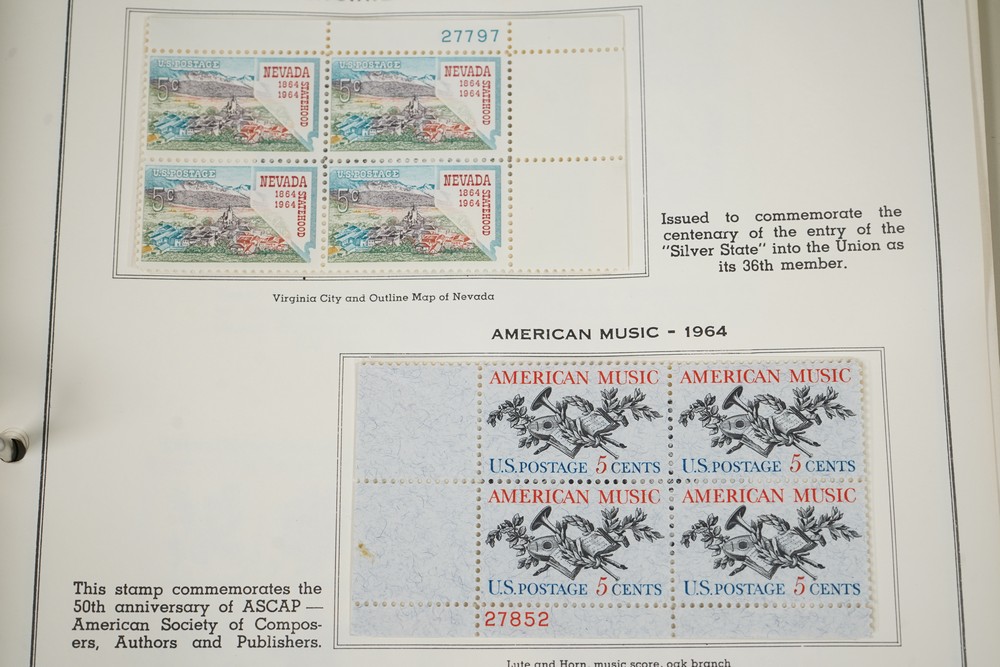 27797
U.S. POSTAGE
5c
NEVADA
1864
1964
STATEHOOD
U.S. POSTAGE
5c
NEVADA
1864
1964
STATEHOOD
U.S. POSTAGE
5c
NEVADA
1864
1964
STATEHOOD
U.S. POSTAGE
5c
NEVADA
1864
1964
STATEHOOD
Issued to commemorate the
centenary of the entry of the
"Silver State" into the Union as
its 36th member.
Virginia City and Outline Map of Nevada
AMERICAN MUSIC - 1964
AMERICAN MUSIC
U.S. POSTAGE 5 CENTS
AMERICAN MUSIC
U.S. POSTAGE 5 CENTS
AMERICAN MUSIC
U.S. POSTAGE 5 CENTS
AMERICAN MUSIC
U.S. POSTAGE 5 CENTS
27852
This stamp commemorates the
50th anniversary of ASCAP —
American Society of Compos-
ers, Authors and Publishers.
Lute and Horn, music score, oak branch